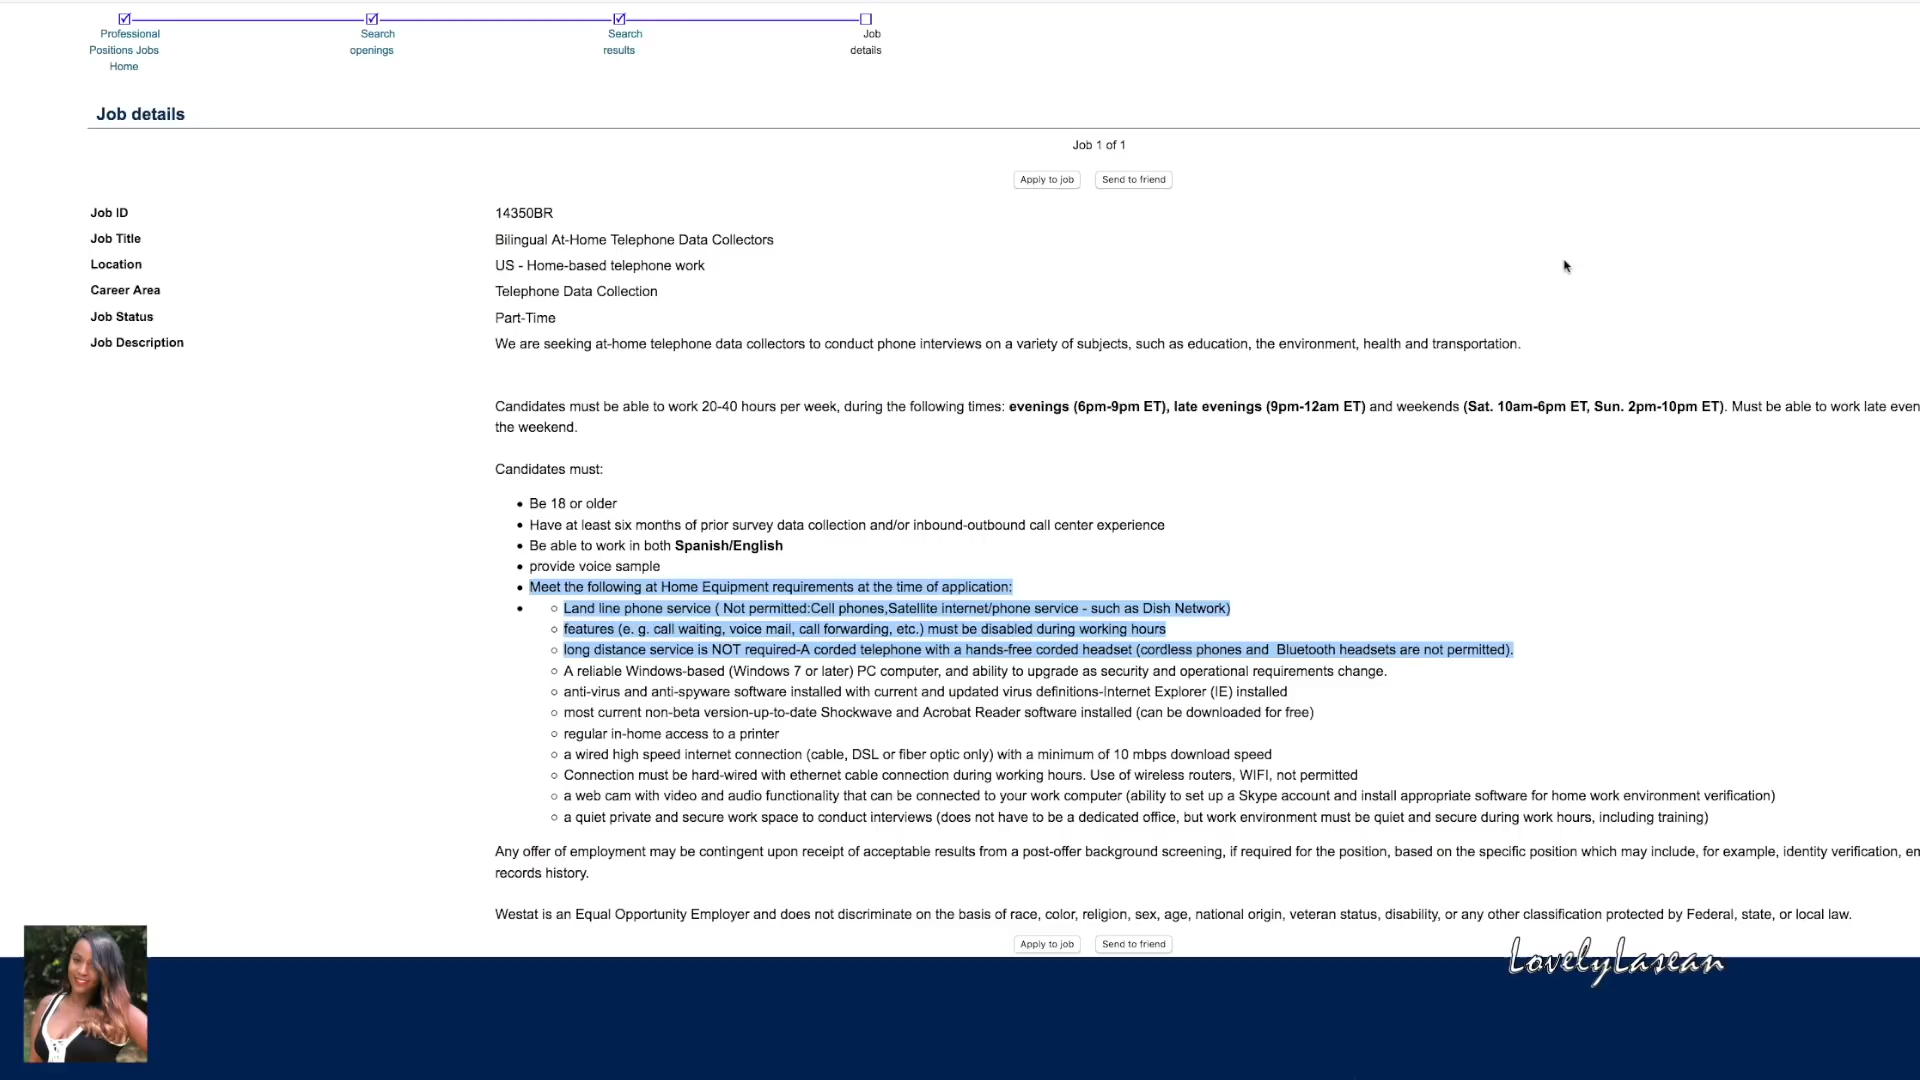 Professional
Positions Jobs
Home
Search
openings
Search
results
Job
details
Job details
Job 1 of 1
Apply to job
Send to friend
Job ID
14350BR
Job Title
Bilingual At-Home Telephone Data Collectors
Location
US - Home-based telephone work
Career Area
Telephone Data Collection
Job Status
Part-Time
Job Description
We are seeking at-home telephone data collectors to conduct phone interviews on a variety of subjects, such as education, the environment, health and transportation.
Candidates must be able to work 20-40 hours per week, during the following times: evenings (6pm-9pm ET), late evenings (9pm-12am ET) and weekends (Sat. 10am-6pm ET, Sun. 2pm-10pm ET). Must be able to work late even
the weekend.
Candidates must:
Be 18 or older
Have at least six months of prior survey data collection and/or inbound-outbound call center experience
Be able to work in both Spanish/English
provide voice sample
Meet the following at Home Equipment requirements at the time of application:
Land line phone service ( Not permitted:Cell phones,Satellite internet/phone service - such as Dish Network)
features (e. g. call waiting, voice mail, call forwarding, etc.) must be disabled during working hours
long distance service is NOT required-A corded telephone with a hands-free corded headset (cordless phones and  Bluetooth headsets are not permitted).
A reliable Windows-based (Windows 7 or later) PC computer, and ability to upgrade as security and operational requirements change.
anti-virus and anti-spyware software installed with current and updated virus definitions-Internet Explorer (IE) installed
most current non-beta version-up-to-date Shockwave and Acrobat Reader software installed (can be downloaded for free)
regular in-home access to a printer
a wired high speed internet connection (cable, DSL or fiber optic only) with a minimum of 10 mbps download speed
Connection must be hard-wired with ethernet cable connection during working hours. Use of wireless routers, WIFI, not permitted
a web cam with video and audio functionality that can be connected to your work computer (ability to set up a Skype account and install appropriate software for home work environment verification)
a quiet private and secure work space to conduct interviews (does not have to be a dedicated office, but work environment must be quiet and secure during work hours, including training)
Any offer of employment may be contingent upon receipt of acceptable results from a post-offer background screening, if required for the position, based on the specific position which may include, for example, identity verification, en
records history.
Westat is an Equal Opportunity Employer and does not discriminate on the basis of race, color, religion, sex, age, national origin, veteran status, disability, or any other classification protected by Federal, state, or local law.
Apply to job
Send to friend
LovelyLasean